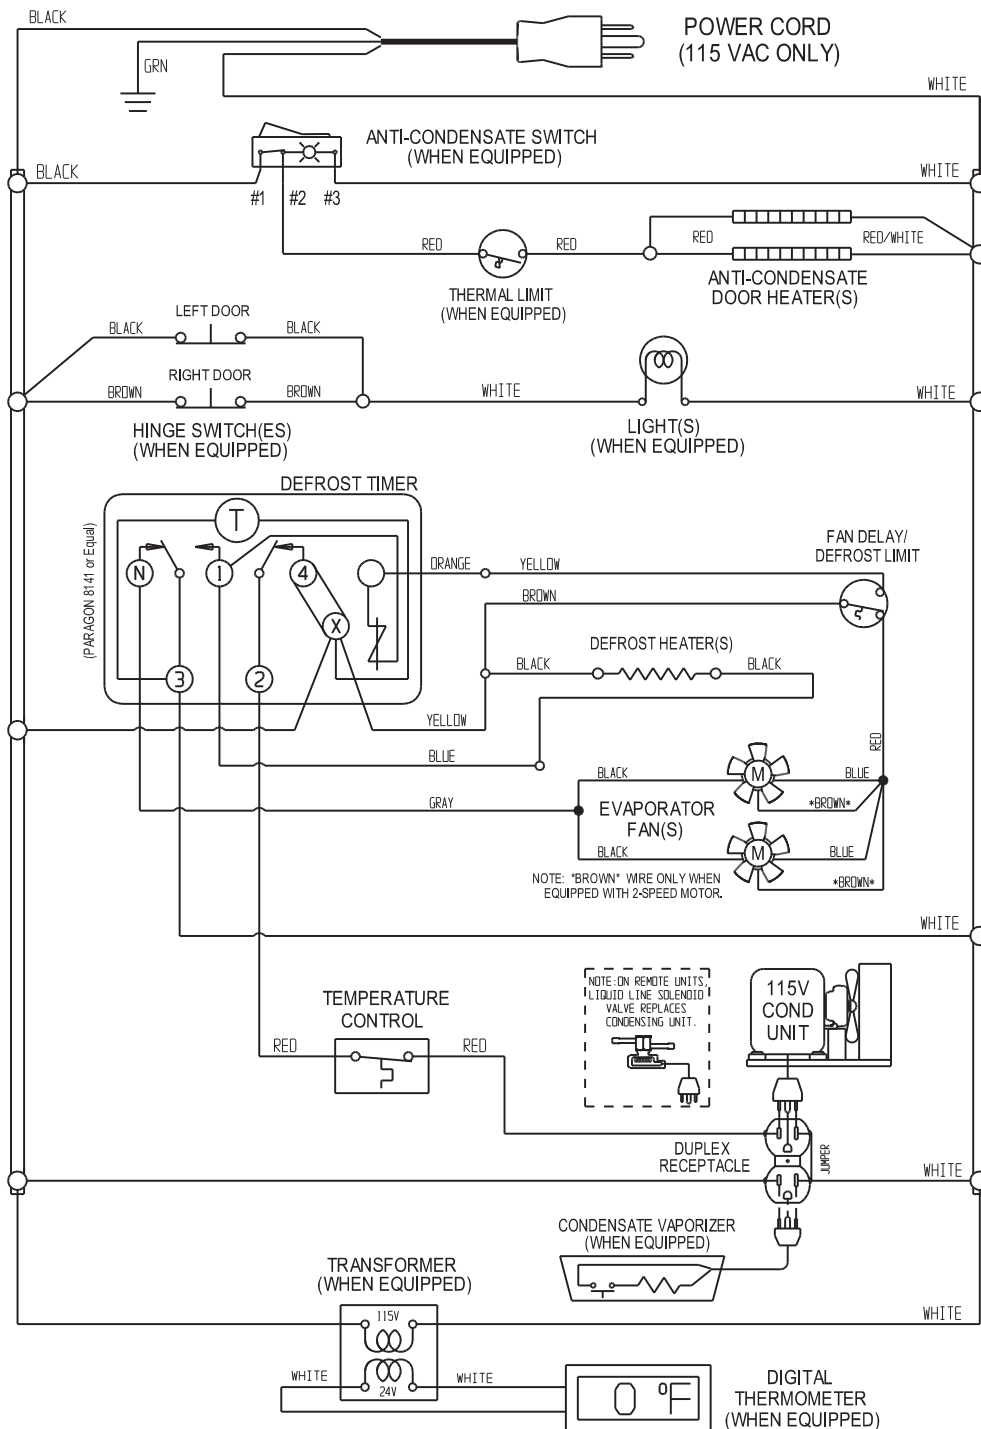 BLACK
POWER CORD
(115 VAC ONLY)
GRN
WHITE
ANTI-CONDENSATE SWITCH
(WHEN EQUIPPED)
BLACK
WHITE
#1 #2 #3
RED
RED
RED
RED/WHITE
THERMAL LIMIT
(WHEN EQUIPPED)
ANTI-CONDENSATE
DOOR HEATER(S)
LEFT DOOR
BLACK
BLACK
RIGHT DOOR
BROWN
BROWN
WHITE
WHITE
HINGE SWITCH(ES)
(WHEN EQUIPPED)
LIGHT(S)
(WHEN EQUIPPED)
DEFROST TIMER
(PARAGON 8141 or Equal)
T
N
1
4
X
3
2
ORANGE
YELLOW
FAN DELAY/
DEFROST LIMIT
BROWN
DEFROST HEATER(S)
BLACK
BLACK
YELLOW
RED
BLUE
BLACK
M
BLUE
*BROWN*
GRAY
EVAPORATOR
FAN(S)
BLACK
M
BLUE
*BROWN*
NOTE: *BROWN* WIRE ONLY WHEN
EQUIPPED WITH 2-SPEED MOTOR.
WHITE
NOTE: ON REMOTE UNITS,
LIQUID LINE SOLENOID
VALVE REPLACES
CONDENSING UNIT.
115V
COND
UNIT
TEMPERATURE
CONTROL
RED
RED
DUPLEX
RECEPTACLE
JUMPER
WHITE
CONDENSATE VAPORIZER
(WHEN EQUIPPED)
TRANSFORMER
(WHEN EQUIPPED)
115V
WHITE
24V
WHITE
WHITE
0 °F
DIGITAL
THERMOMETER
(WHEN EQUIPPED)